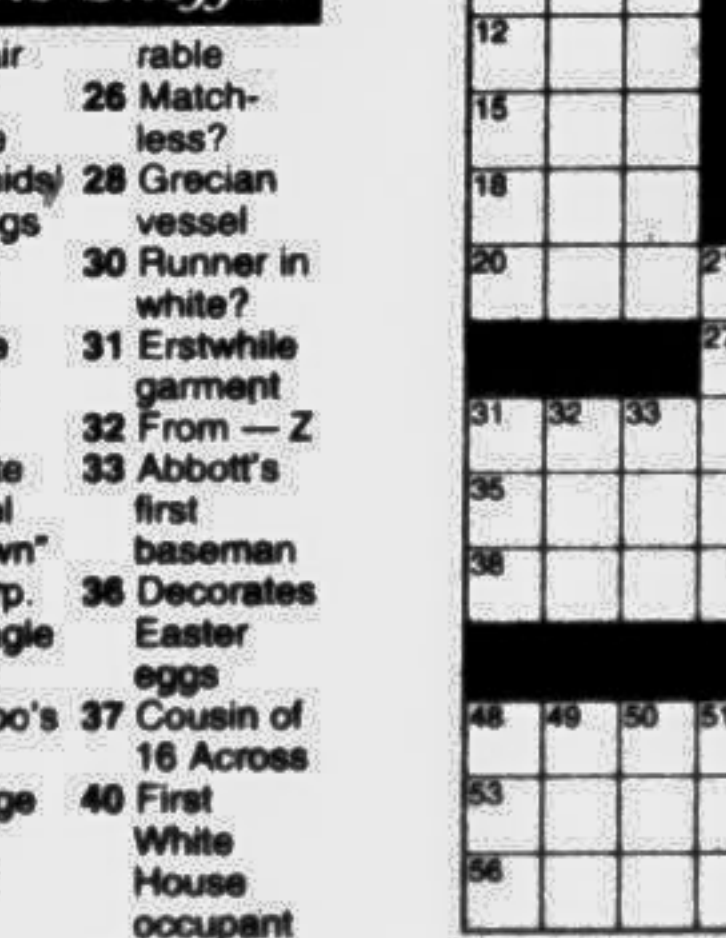 rable
26 Match-
less?
28 Grecian
vessel
30 Runner in
white?
31 Erstwhile
garment
32 From — Z
33 Abbott's
first
baseman
36 Decorates
Easter
eggs
37 Cousin of
16 Across
40 First
White
House
occupant
12
15
18
20
31 32 33
35
38
48 49 50 51
53
56